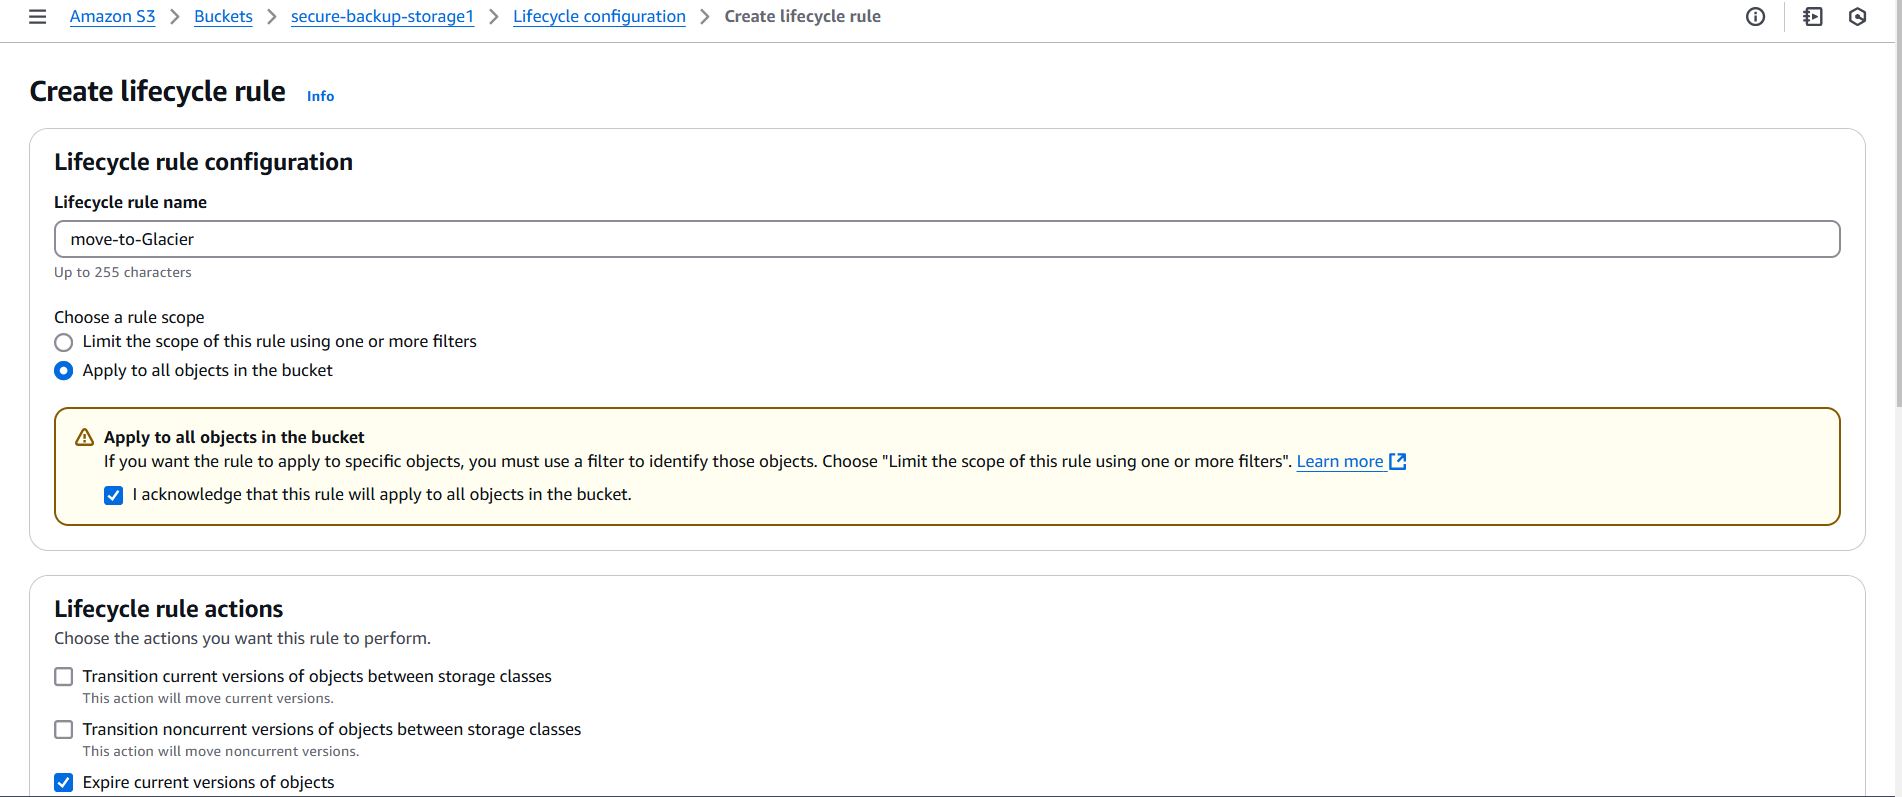 Amazon S3 > Buckets > secure-backup-storage1 > Lifecycle configuration > Create lifecycle rule
Create lifecycle rule Info
Lifecycle rule configuration
Lifecycle rule name
move-to-Glacier
Up to 255 characters
Choose a rule scope
Limit the scope of this rule using one or more filters
Apply to all objects in the bucket
Apply to all objects in the bucket
If you want the rule to apply to specific objects, you must use a filter to identify those objects. Choose "Limit the scope of this rule using one or more filters". Learn more
I acknowledge that this rule will apply to all objects in the bucket.
Lifecycle rule actions
Choose the actions you want this rule to perform.
Transition current versions of objects between storage classes
This action will move current versions.
Transition noncurrent versions of objects between storage classes
This action will move noncurrent versions.
Expire current versions of objects